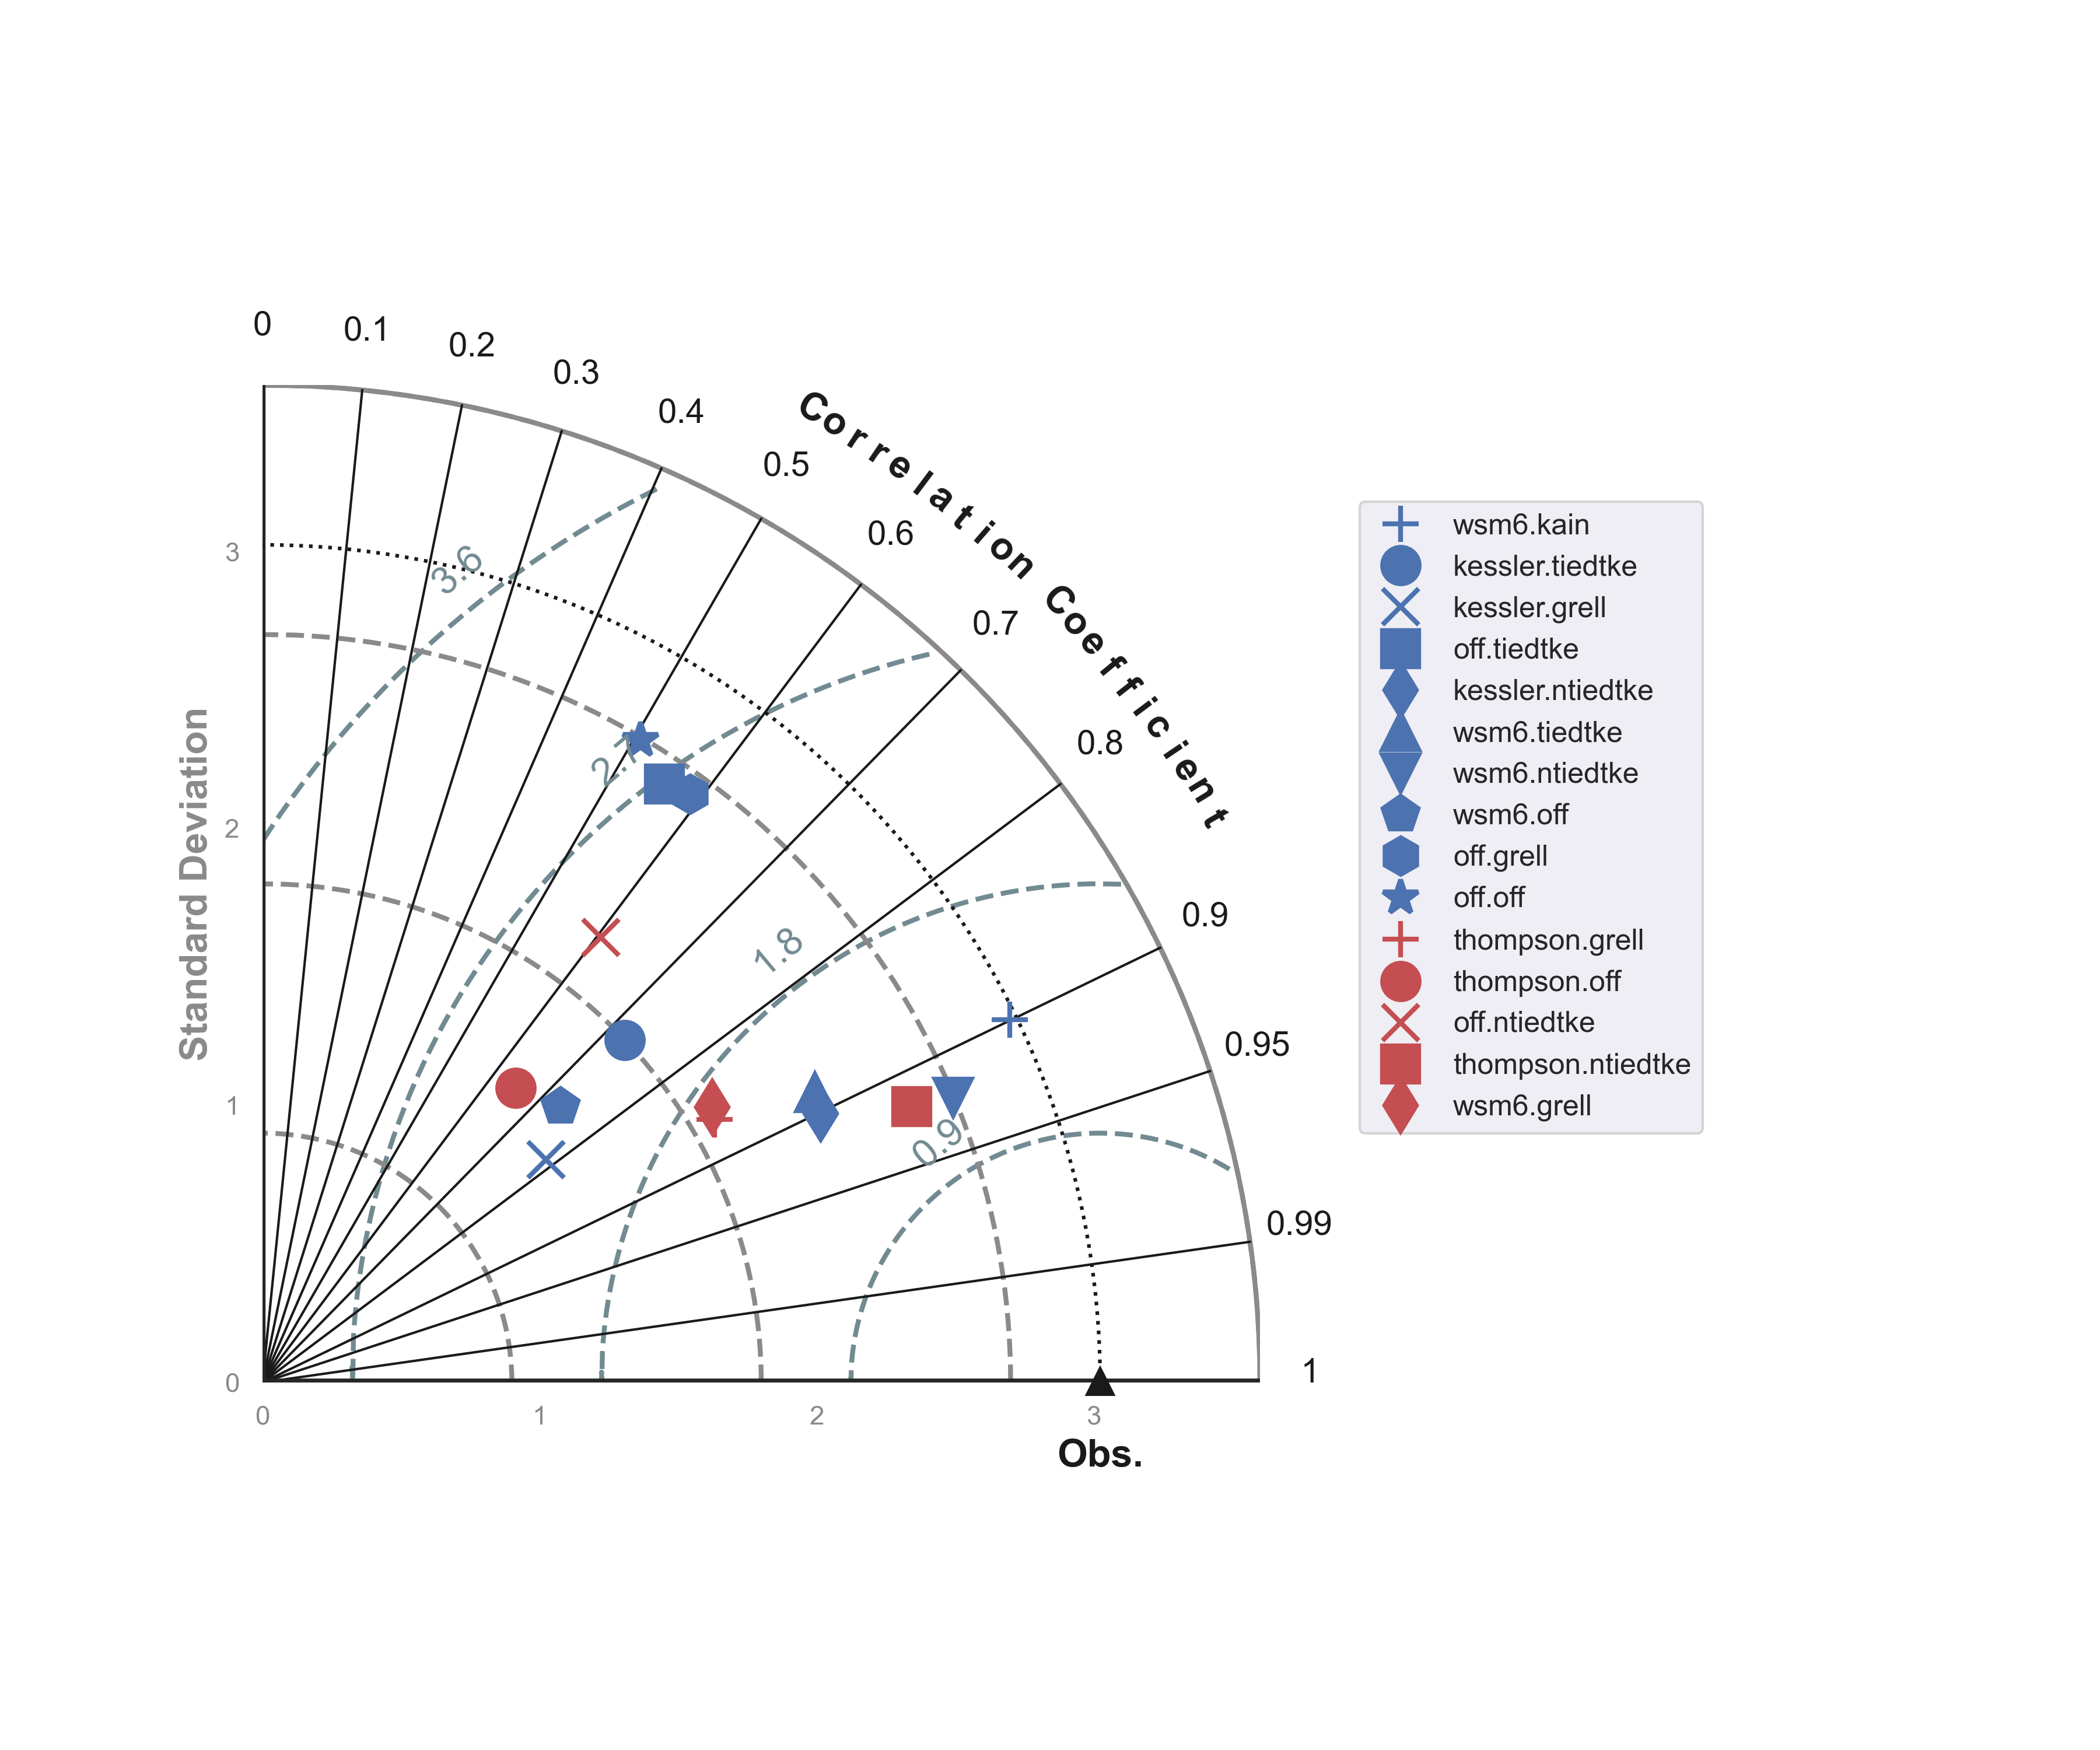 0
0.1
0.2
0.3
0.4
0.5
0.6
0.7
0.8
0.9
0.95
0.99
1
Correlation Coefficient
Standard Deviation
3
2
1
0
0
1
2
3
Obs.
3.6
2.7
1.8
0.9
wsm6.kain
kessler.tiedtke
kessler.grell
off.tiedtke
kessler.ntiedtke
wsm6.tiedtke
wsm6.ntiedtke
wsm6.off
off.grell
off.off
thompson.grell
thompson.off
off.ntiedtke
thompson.ntiedtke
wsm6.grell